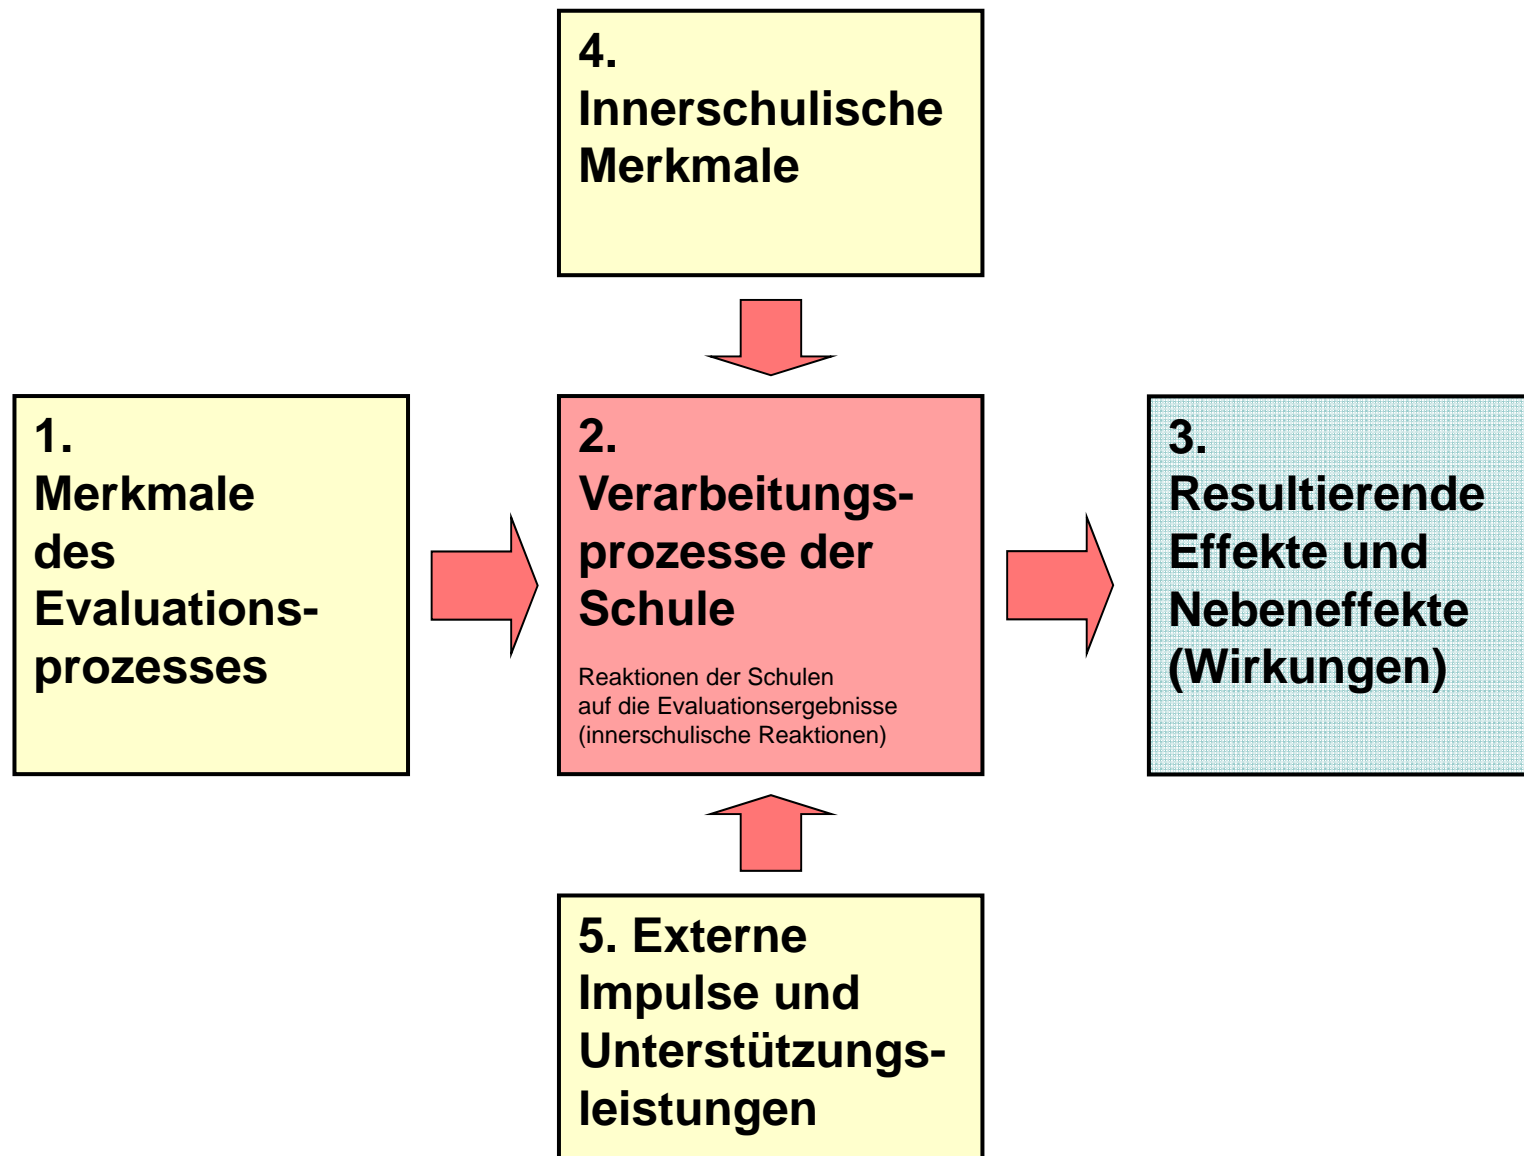 4.
Innerschulische
Merkmale
1.
Merkmale
des
Evaluations-
prozesses
2.
Verarbeitungs-
prozesse der
Schule
Reaktionen der Schulen
auf die Evaluationsergebnisse
(innerschulische Reaktionen)
3.
Resultierende
Effekte und
Nebeneffekte
(Wirkungen)
5. Externe
Impulse und
Unterstützungs-
leistungen